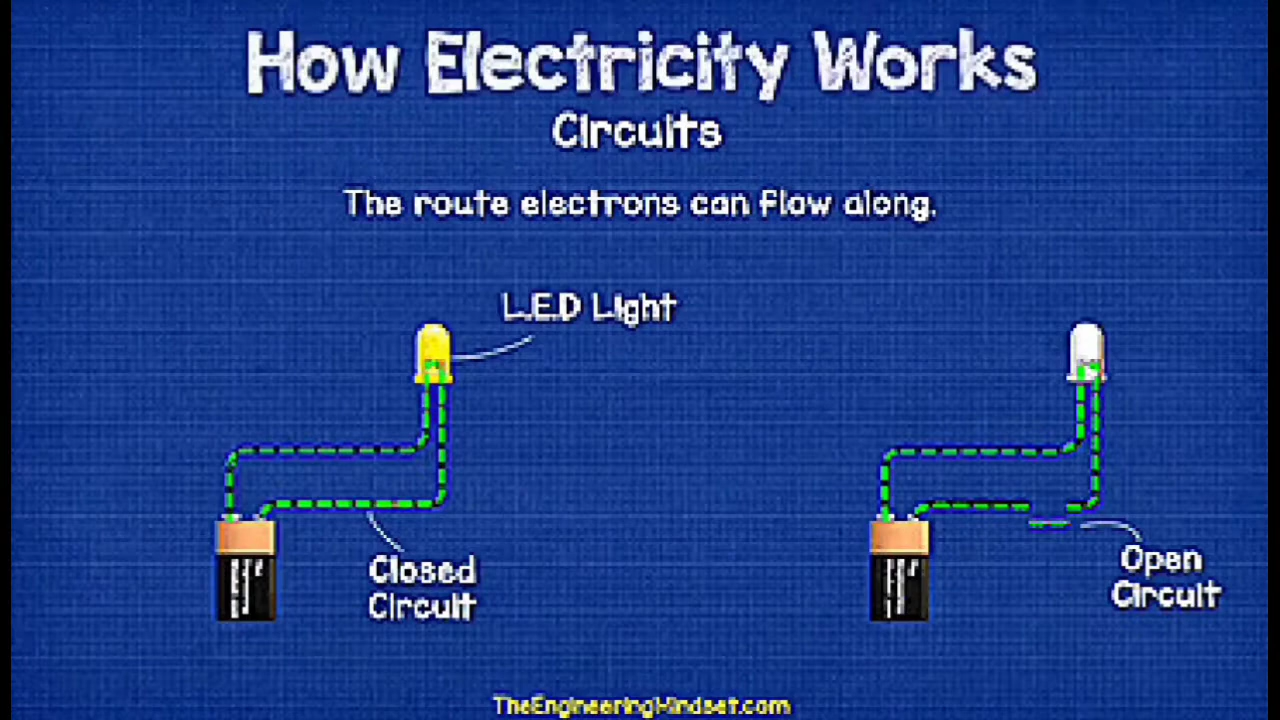 How Electricity Works
Circuits
The route electrons can flow along.
L.E.D Light
Closed
Circuit
Open
Circuit
TheEngineeringMindset.com